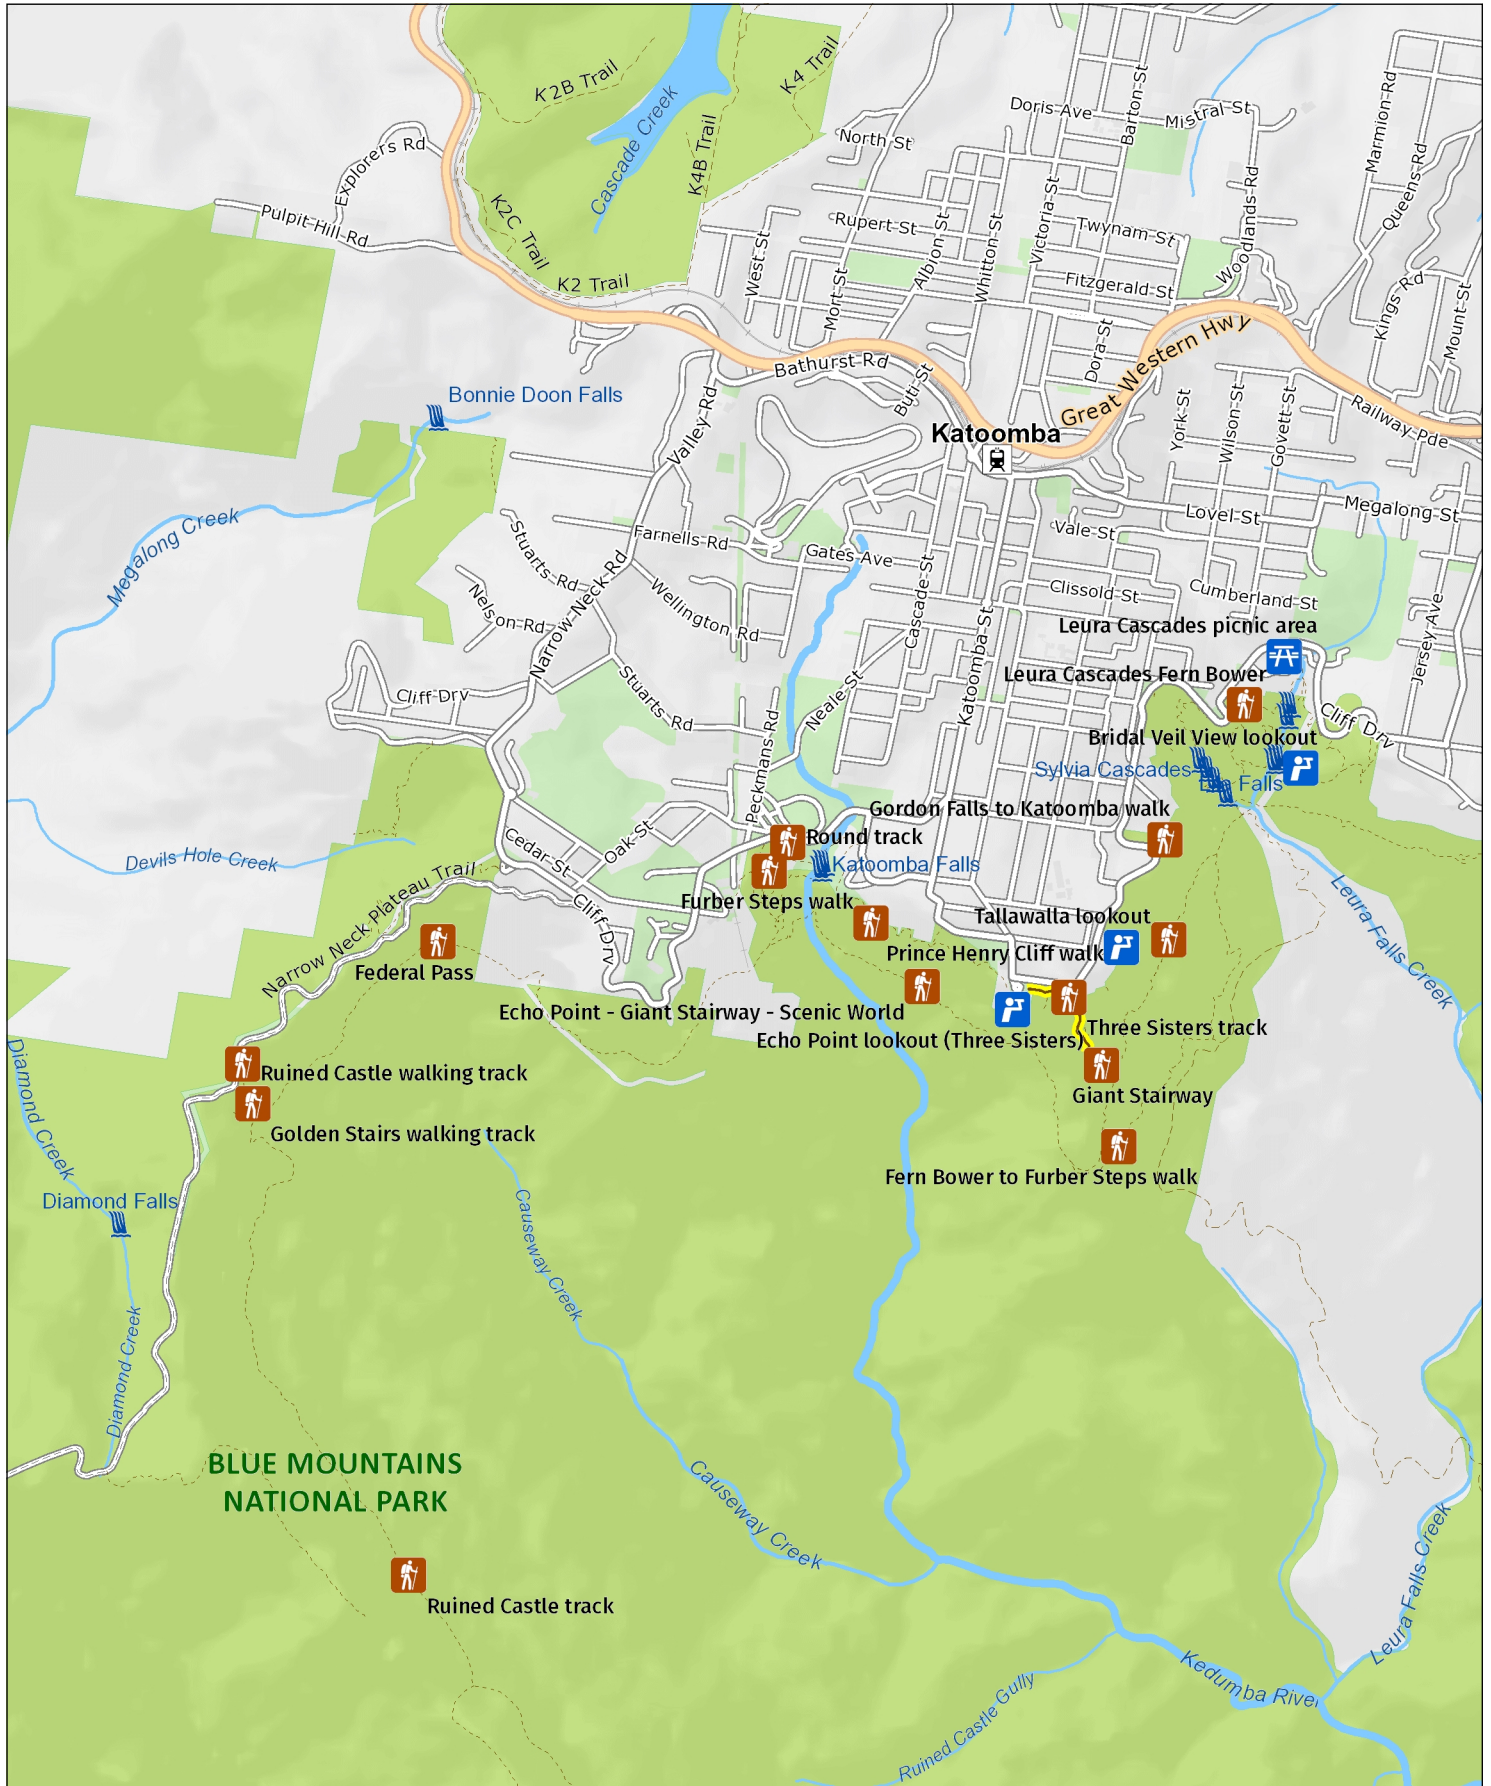 K2B Trail
K4 Trail
Cascade Creek
K4B Trail
Doris Ave
Barton St
Mistral St
Marmion Rd
North St
Explorers Rd
Queens Rd
Pulpit Hill Rd
K2C Trail
K2 Trail
West St
Rupert St
Albion St
Whitton St
Victoria St
Twynam St
Woodlands Rd
Mort St
Fitzgerald St
Kings Rd
Mount St
Great Western Hwy
Dora St
Bathurst Rd
Buti St
Bonnie Doon Falls
Valley Rd
Katoomba
York St
Wilson St
Govett St
Railway Pde
Megalong Creek
Lovel St
Megalong St
Stuarts Rd
Farnells Rd
Gates Ave
Vale St
Nelson Rd
Narrow Neck Rd
Wellington Rd
Cascade St
Clissold St
Cumberland St
Jersey Ave
Leura Cascades picnic area
Leura Cascades Fern Bower
Cliff Drv
Stuarts Rd
Neale St
Katoomba St
Cliff Drv
Bridal Veil View lookout
Sylvia Cascades
Falls
Peckmans Rd
Gordon Falls to Katoomba walk
Round track
Oak St
Cedar St
Devils Hole Creek
Katoomba Falls
Narrow Neck Plateau Trail
Furber Steps walk
Cliff Drv
Tallawalla lookout
Leura Falls Creek
Prince Henry Cliff walk
Federal Pass
Echo Point - Giant Stairway - Scenic World
Three Sisters track
Echo Point lookout (Three Sisters)
Ruined Castle walking track
Giant Stairway
Diamond Creek
Golden Stairs walking track
Fern Bower to Furber Steps walk
Diamond Falls
Causeway Creek
Diamond Creek
BLUE MOUNTAINS
NATIONAL PARK
Causeway Creek
Leura Falls Creek
Ruined Castle track
Kedumba River
Ruined Castle Gully